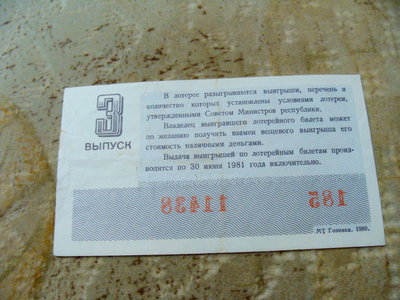 3
ВЫПУСК
В лотерее разыгрываются выигрыши, перечень и
количество которых установлены условиями лотереи,
утвержденными Советом Министров республики.
Владелец выигравшего лотерейного билета может
по желанию получить взамен вещевого выигрыша его
стоимость наличными деньгами.
Выдача выигрышей по лотерейным билетам произ-
водится по 30 июня 1981 года включительно.
11438 185
МТ Гознака. 1980.